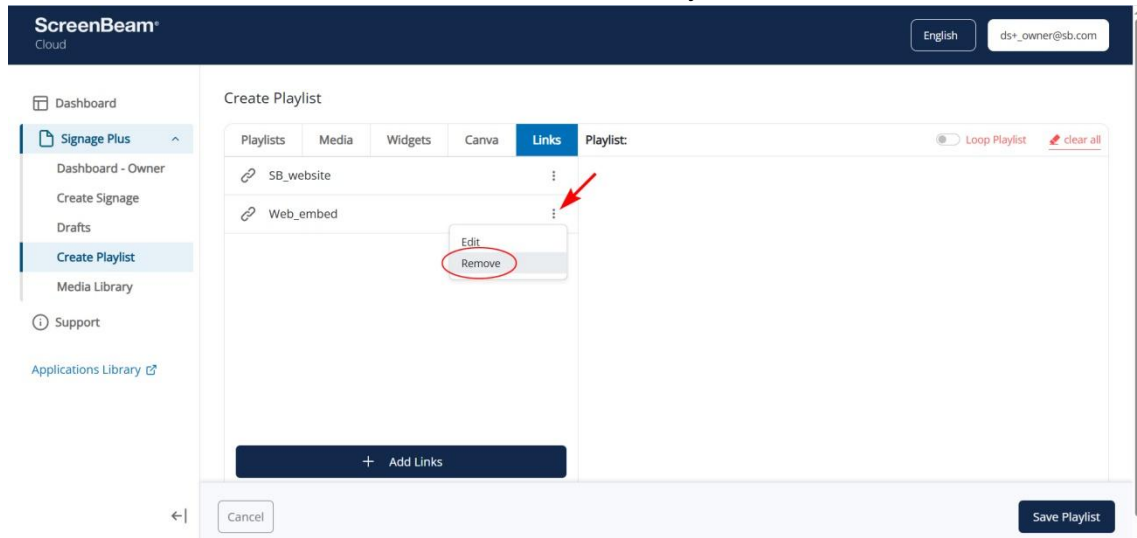 ScreenBeam®
Cloud
English
ds+_owner@sb.com
Dashboard
Signage Plus
Dashboard - Owner
Create Signage
Drafts
Create Playlist
Media Library
Support
Applications Library
Create Playlist
Playlists Media Widgets Canva Links
SB_website
Web_embed
Edit
Remove
+ Add Links
Playlist:
Loop Playlist
clear all
Cancel
Save Playlist